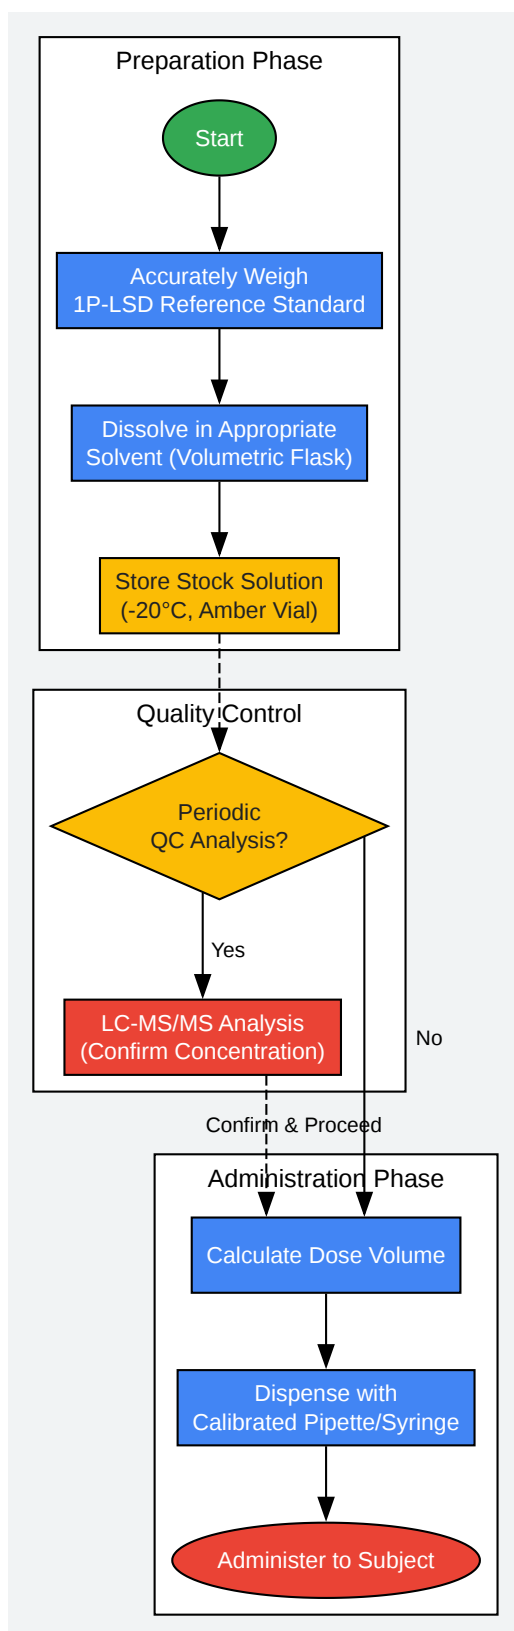 Preparation Phase
Start
Accurately Weigh
1P-LSD Reference Standard
Dissolve in Appropriate
Solvent (Volumetric Flask)
Store Stock Solution
(-20°C, Amber Vial)
Quality Control
Periodic
QC Analysis?
Yes
LC-MS/MS Analysis
(Confirm Concentration)
No
Confirm & Proceed
Administration Phase
Calculate Dose Volume
Dispense with
Calibrated Pipette/Syringe
Administer to Subject